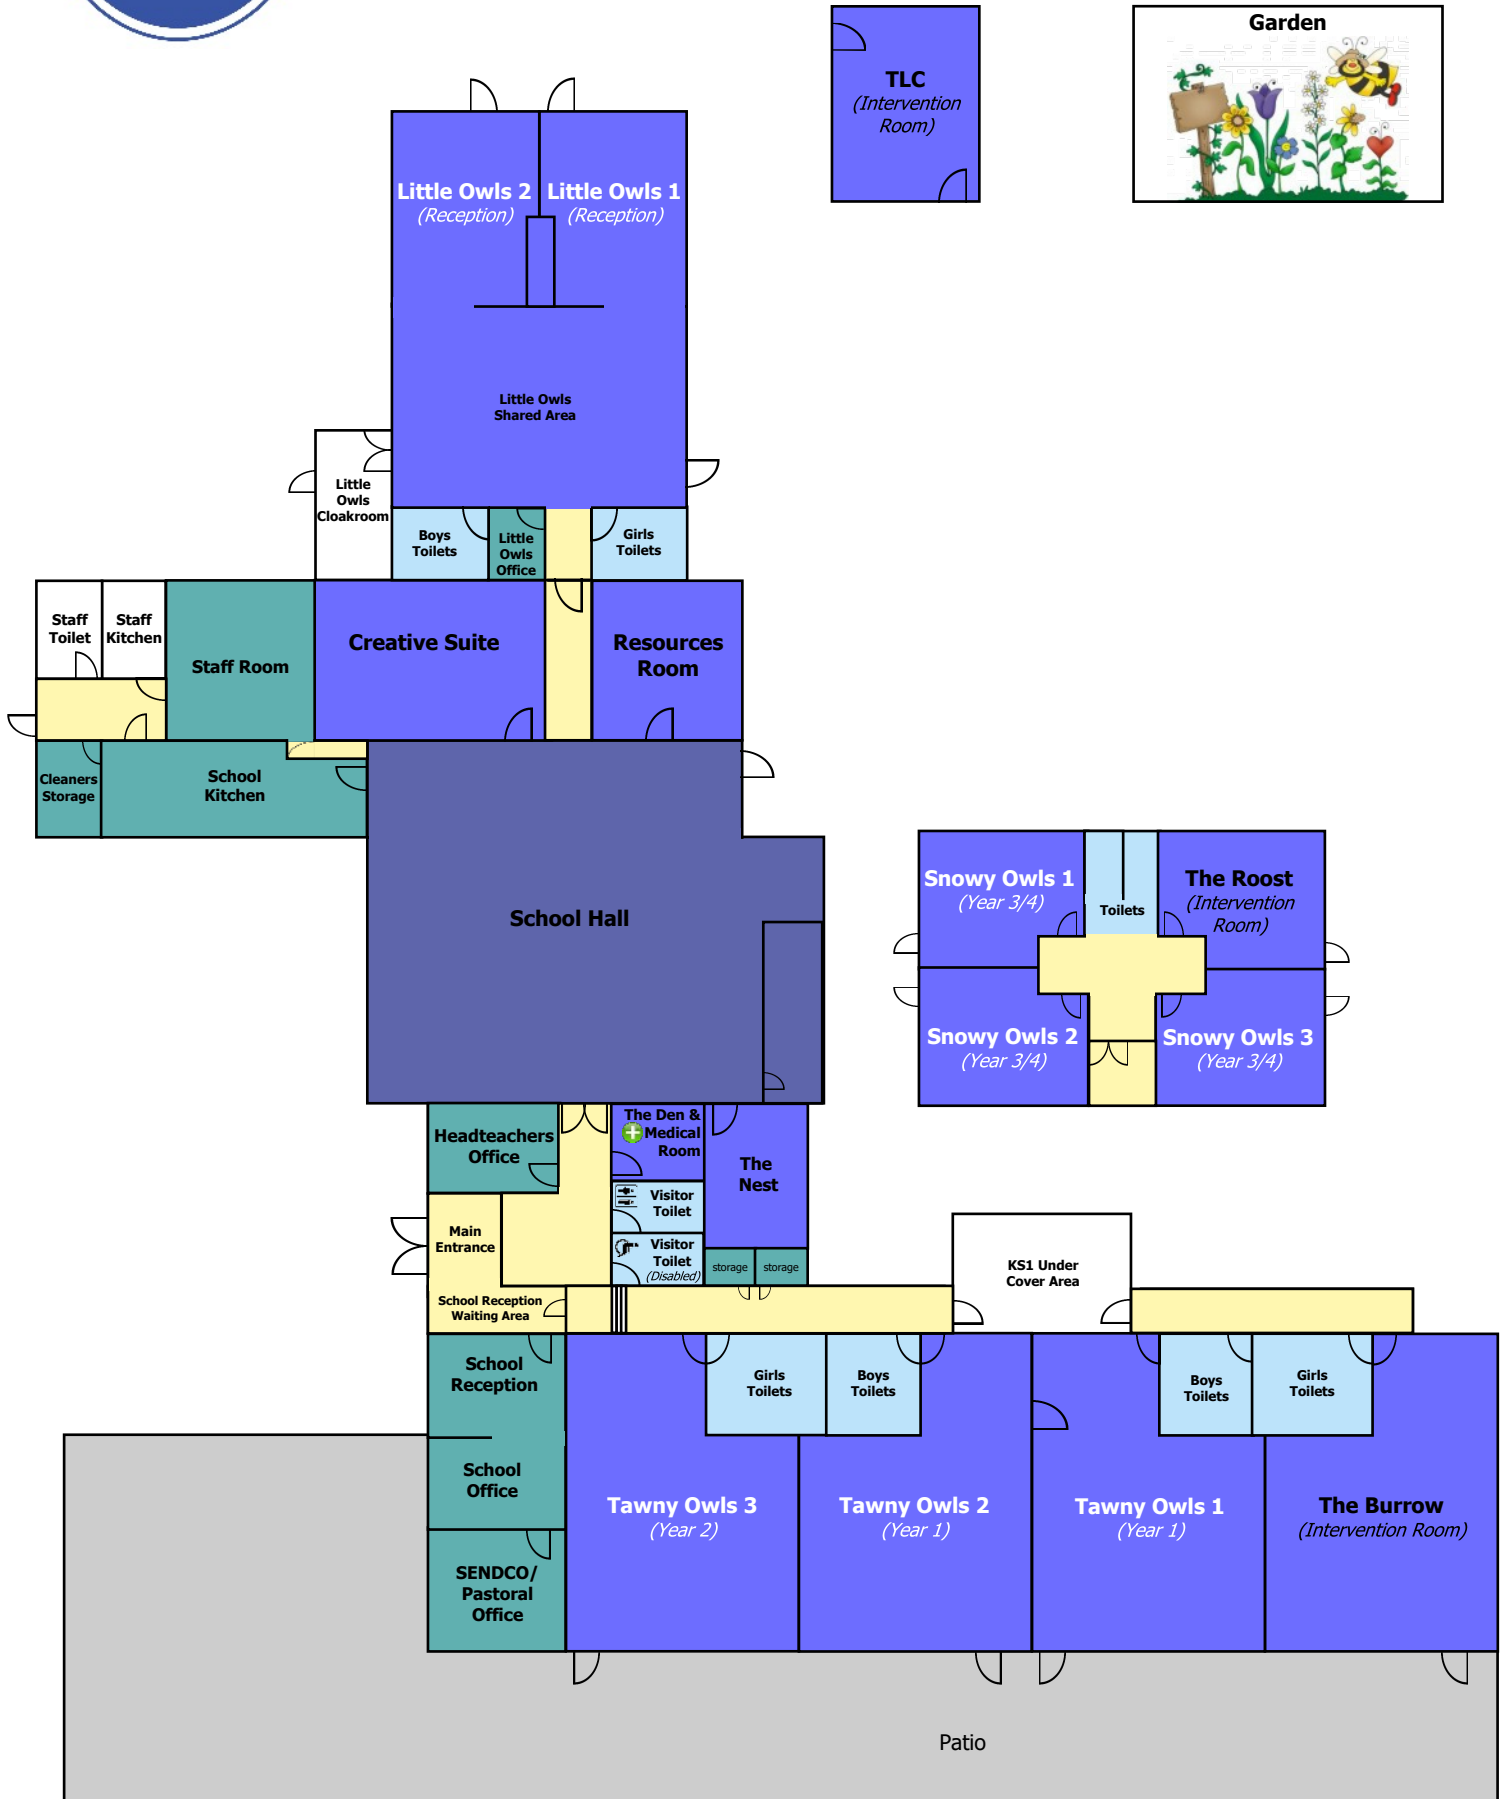 Garden
TLC
(Intervention
Room)
Little Owls 2
(Reception)
Little Owls 1
(Reception)
Little Owls
Shared Area
Little
Owls
Cloakroom
Boys
Toilets
Little
Owls
Office
Girls
Toilets
Staff
Toilet
Staff
Kitchen
Staff Room
Creative Suite
Resources
Room
Cleaners
Storage
School
Kitchen
School Hall
Snowy Owls 1
(Year 3/4)
Toilets
The Roost
(Intervention
Room)
Snowy Owls 2
(Year 3/4)
Snowy Owls 3
(Year 3/4)
Headteachers
Office
The Den &
Medical
Room
The
Nest
Visitor
Toilet
Main
Entrance
Visitor
Toilet
(Disabled)
storage
storage
KS1 Under
Cover Area
School Reception
Waiting Area
School
Reception
Girls
Toilets
Boys
Toilets
Boys
Toilets
Girls
Toilets
School
Office
Tawny Owls 3
(Year 2)
Tawny Owls 2
(Year 1)
Tawny Owls 1
(Year 1)
The Burrow
(Intervention Room)
SENDCO/
Pastoral
Office
Patio